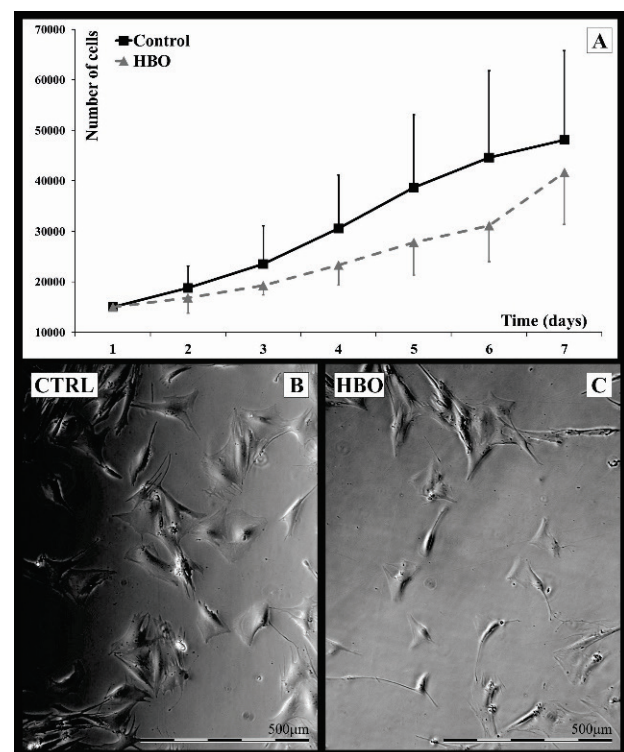 70000
60000
50000
40000
30000
20000
10000
Number of cells
Control
HBO
A
Time (days)
1 2 3 4 5 6 7
CTRL
B
HBO
C
500μm
500μm